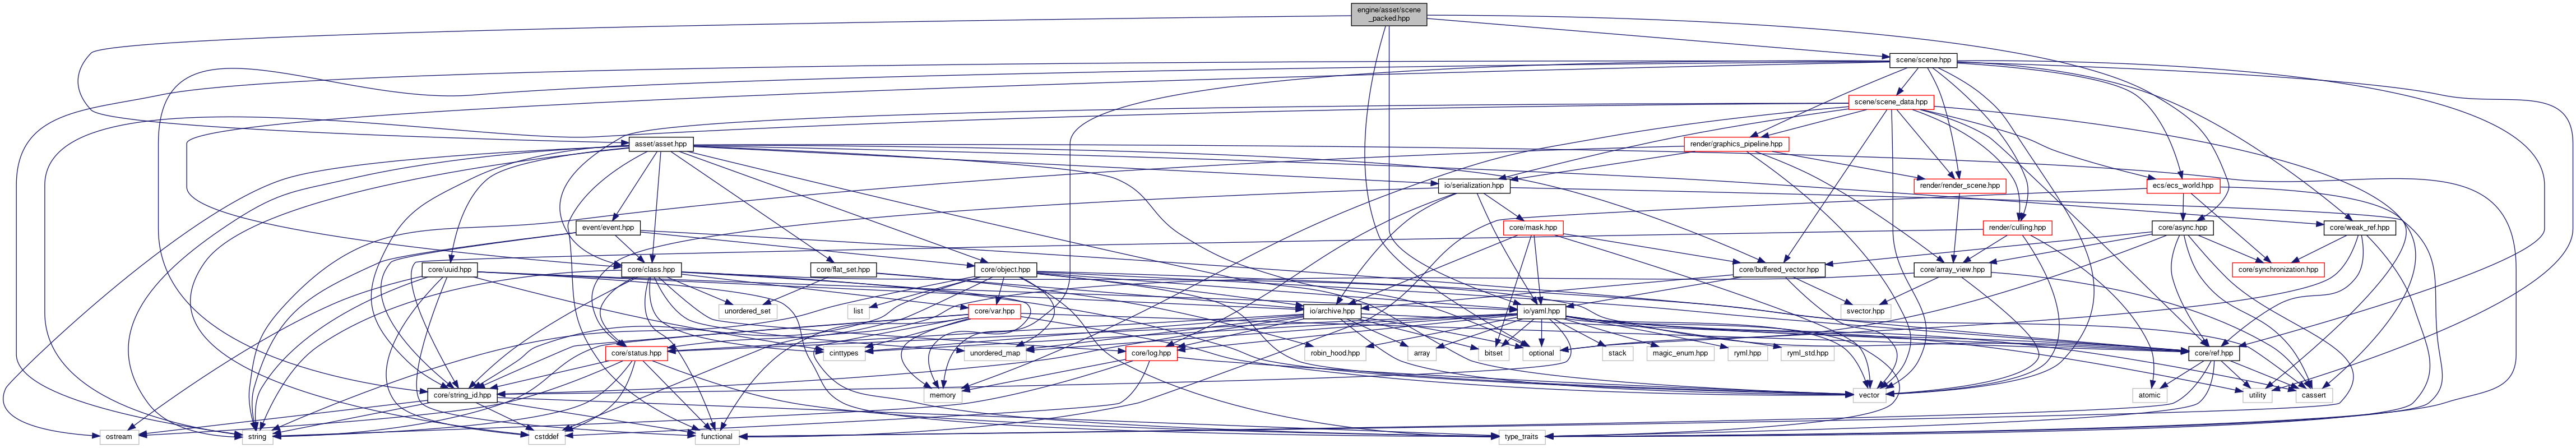 engine/asset/scene
_packed.hpp
scene/scene.hpp
scene/scene_data.hpp
asset/asset.hpp
render/graphics_pipeline.hpp
io/serialization.hpp
render/render_scene.hpp
ecs/ecs_world.hpp
event/event.hpp
core/mask.hpp
render/culling.hpp
core/async.hpp
core/weak_ref.hpp
core/uuid.hpp
core/class.hpp
core/flat_set.hpp
core/object.hpp
core/buffered_vector.hpp
core/array_view.hpp
core/synchronization.hpp
unordered_set
list
core/var.hpp
io/archive.hpp
io/yaml.hpp
svector.hpp
core/status.hpp
cinttypes
unordered_map
core/log.hpp
robin_hood.hpp
array
bitset
optional
stack
magic_enum.hpp
ryml.hpp
ryml_std.hpp
core/ref.hpp
core/string_id.hpp
memory
vector
atomic
utility
cassert
ostream
string
cstddef
functional
type_traits